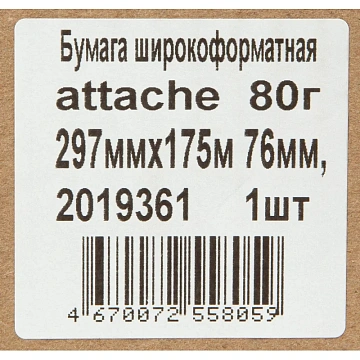 Бумага широкоформатная
attache 80г
297ммх175м 76мм,
2019361 1шт
4 670072 558059